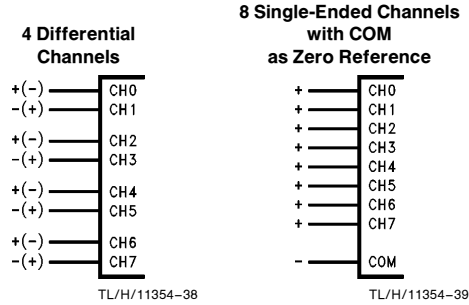 4 Differential
Channels
+(−) CH0
−(+) CH1
+(−) CH2
−(+) CH3
+(−) CH4
−(+) CH5
+(−) CH6
−(+) CH7
TL/H/11354–38
8 Single-Ended Channels
with COM
as Zero Reference
+ CH0
+ CH1
+ CH2
+ CH3
+ CH4
+ CH5
+ CH6
+ CH7
− COM
TL/H/11354–39